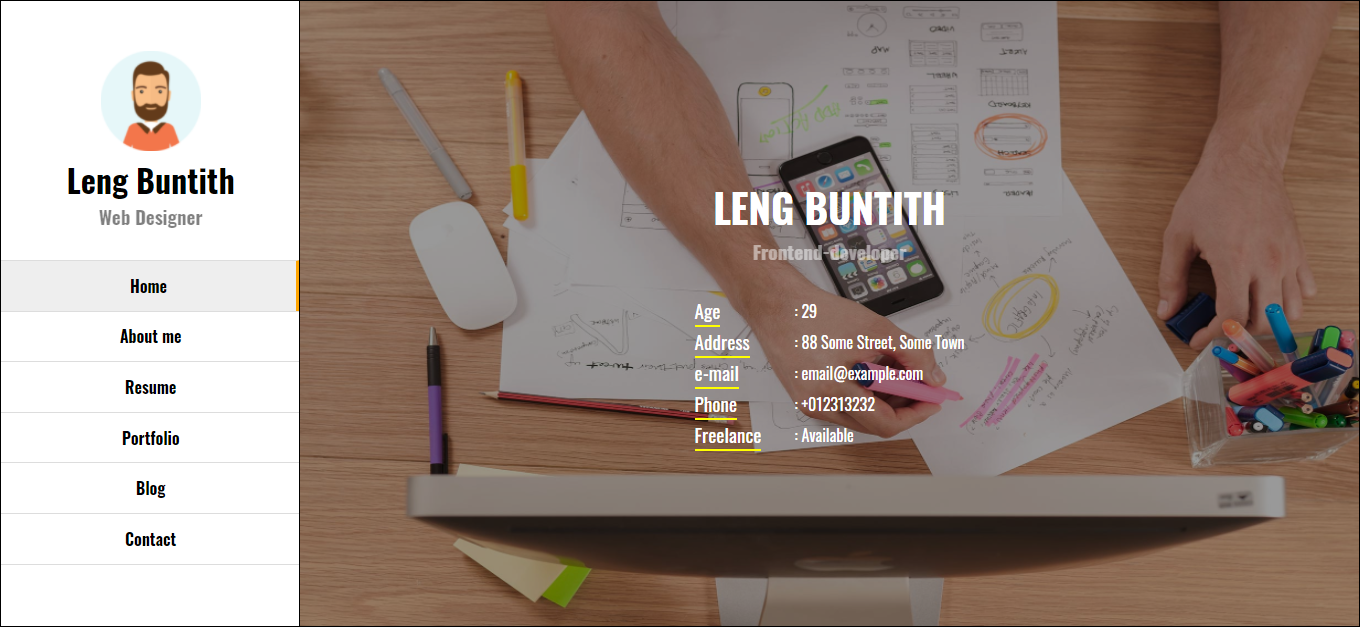 Leng Buntith
Web Designer
Home
About me
Resume
Portfolio
Blog
Contact
LENG BUNTITH
Frontend-developer
Age : 29
Address : 88 Some Street, Some Town
e-mail : email@example.com
Phone : +012313232
Freelance : Available